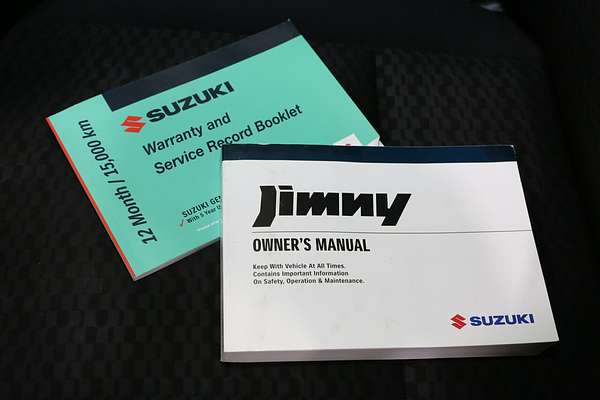 SUZUKI
Warranty and
Service Record Booklet
12 Month / 15,000 km
SUZUKI
With 5 Year
Jimny
OWNER'S MANUAL
Keep With Vehicle At All Times.
Contains Important Information
On Safety, Operation & Maintenance.
SUZUKI